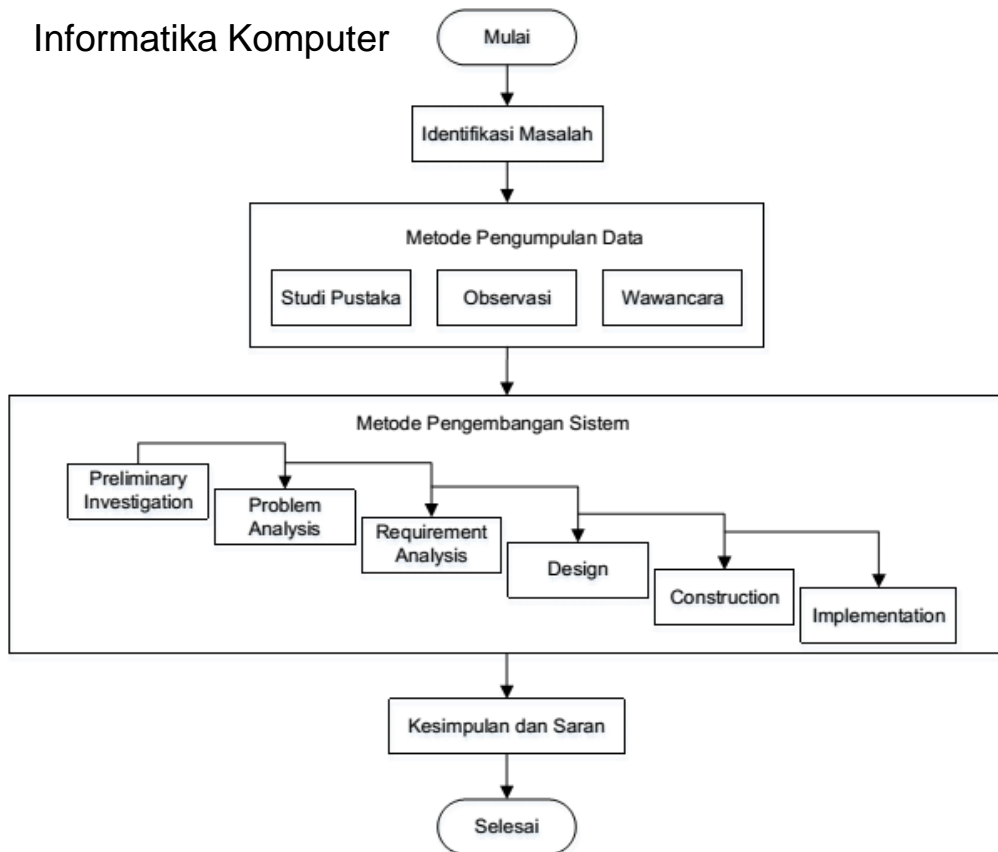 Informatika Komputer
Mulai
Identifikasi Masalah
Metode Pengumpulan Data
Studi Pustaka
Observasi
Wawancara
Metode Pengembangan Sistem
Preliminary
Investigation
Problem
Analysis
Requirement
Analysis
Design
Construction
Implementation
Kesimpulan dan Saran
Selesai